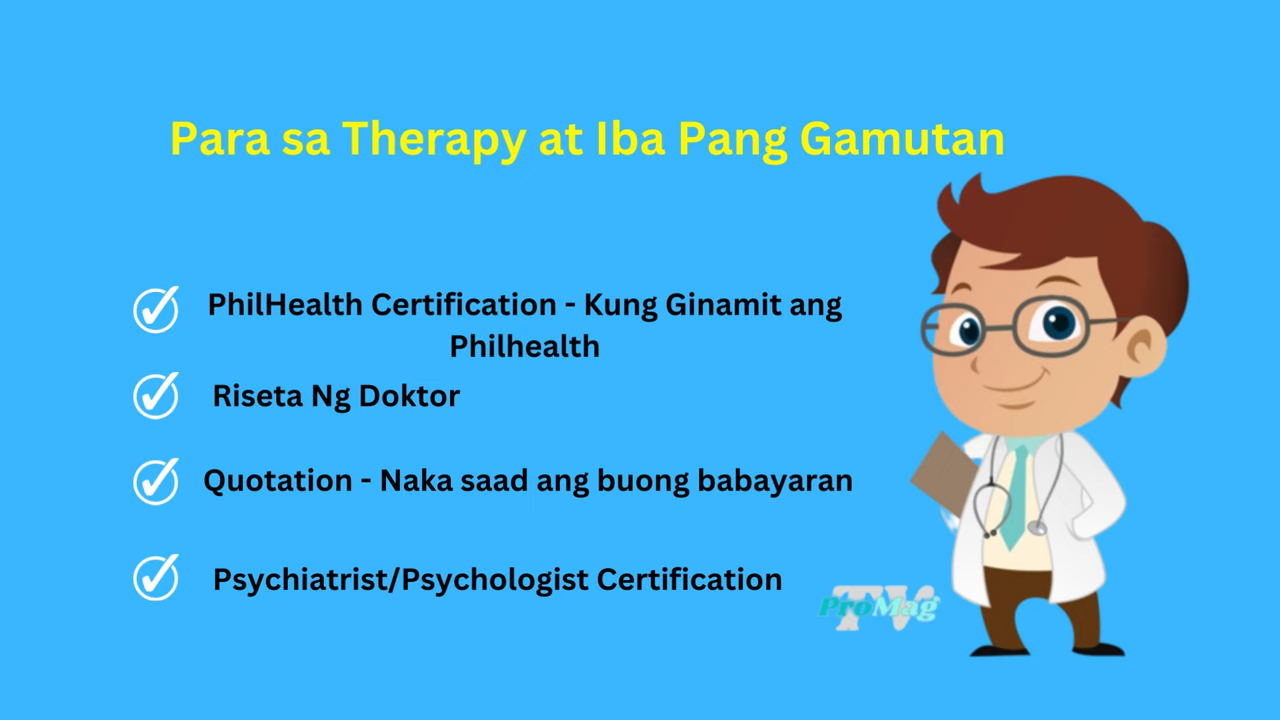 Para sa Therapy at Iba Pang Gamutan
PhilHealth Certification - Kung Ginamit ang
Philhealth
Riseta Ng Doktor
Quotation - Naka saad ang buong babayaran
Psychiatrist/Psychologist Certification
TV
ProMag